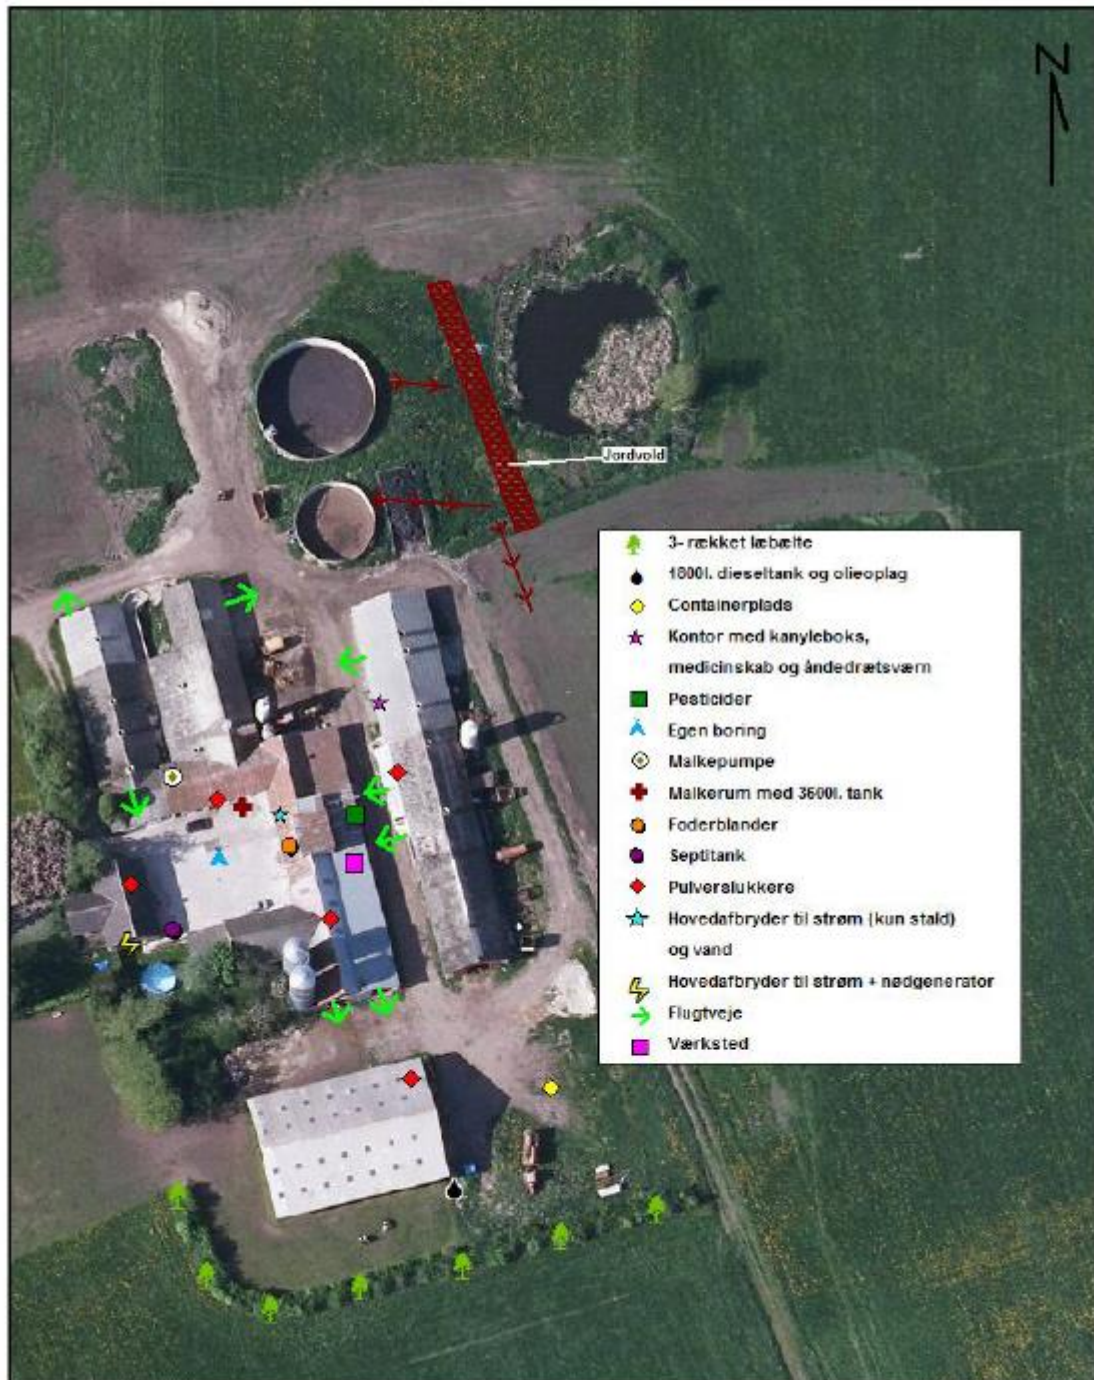 N
Jordvold
3-rækket læbælte
1800l. dieseltank og olieoplag
Containerplads
Kontor med kanyleboks,
medicinskab og åndedrætsværn
Pesticider
Egen boring
Malkepumpe
Malkerum med 3600l. tank
Foderblander
Septitank
Pulverslukkere
Hovedafbryder til strøm (kun stald)
og vand
Hovedafbryder til strøm + nødgenerator
Flugtveje
Værksted